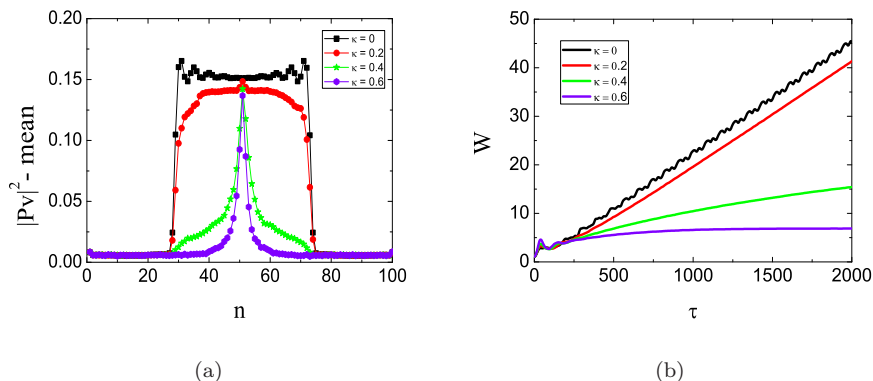 κ = 0
κ = 0.2
κ = 0.4
κ = 0.6
0.20
0.15
0.10
0.05
0.00
|Pv|² - mean
0 20 40 60 80 100
n
(a)
κ = 0
κ = 0.2
κ = 0.4
κ = 0.6
50
40
30
20
10
0
W
0 500 1000 1500 2000
τ
(b)